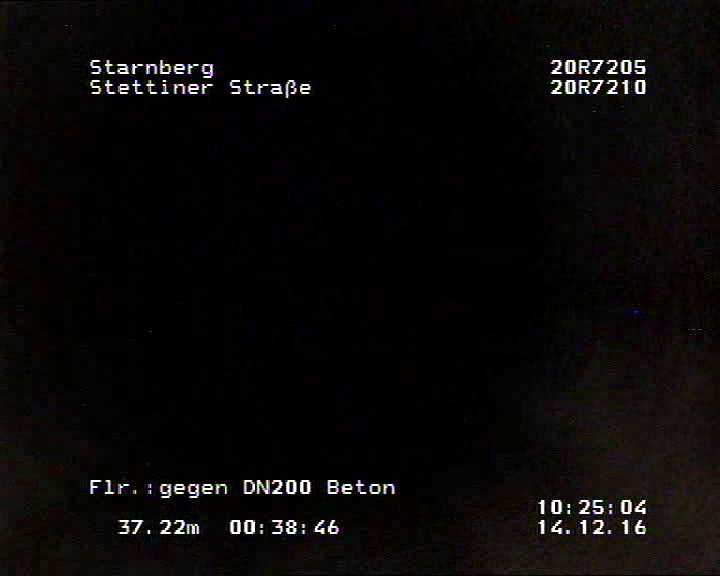 Starnberg 20R7205
Stettiner Straße 20R7210
Flr.:gegen DN200 Beton
10:25:04
37.22m 00:38:46 14.12.16